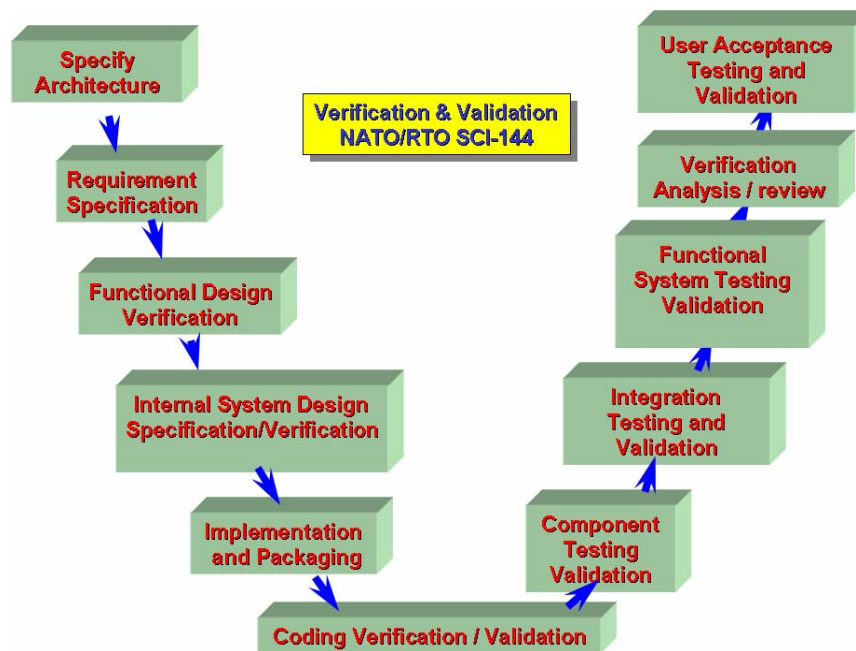 Specify
Architecture
Verification & Validation
NATO/RTO SCI-144
Requirement
Specification
Functional Design
Verification
Internal System Design
Specification/Verification
Implementation
and Packaging
Coding Verification / Validation
Component
Testing
Validation
Integration
Testing and
Validation
Functional
System Testing
Validation
Verification
Analysis / review
User Acceptance
Testing and
Validation